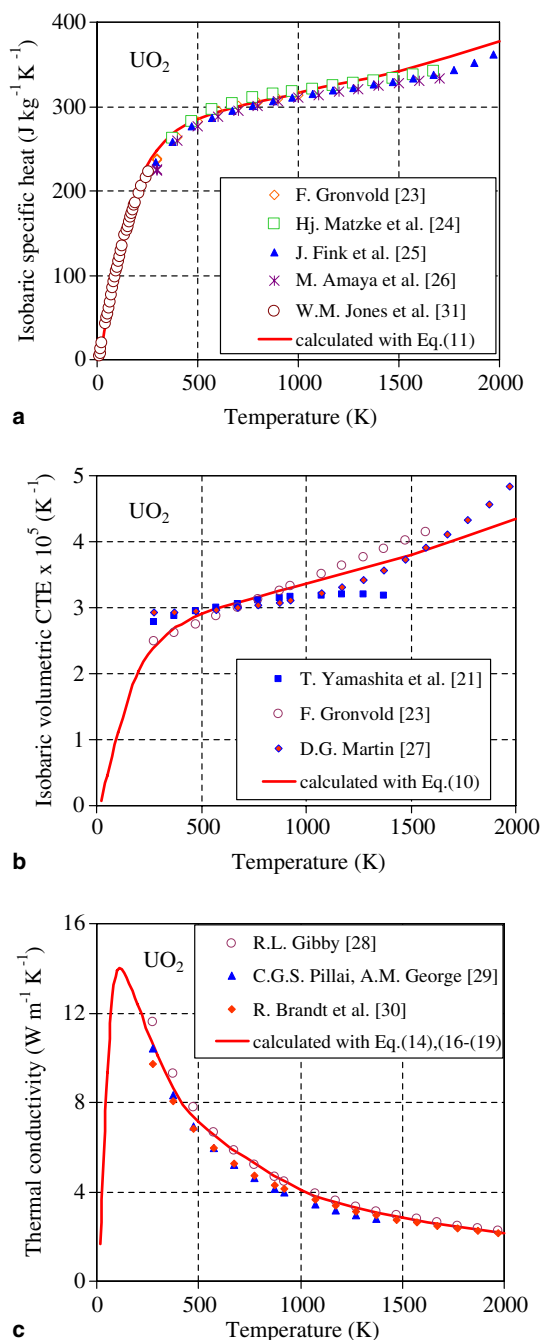 400
300
200
100
0
Isobaric specific heat (J kg⁻¹ K⁻¹)
UO₂
F. Gronvold [23]
Hj. Matzke et al. [24]
J. Fink et al. [25]
M. Amaya et al. [26]
W.M. Jones et al. [31]
calculated with Eq.(11)
0 500 1000 1500 2000
Temperature (K)
a
5
4
3
2
1
0
Isobaric volumetric CTE x 10⁵ (K⁻¹)
UO₂
T. Yamashita et al. [21]
F. Gronvold [23]
D.G. Martin [27]
calculated with Eq.(10)
0 500 1000 1500 2000
Temperature (K)
b
16
12
8
4
0
Thermal conductivity (W m⁻¹ K⁻¹)
UO₂
R.L. Gibby [28]
C.G.S. Pillai, A.M. George [29]
R. Brandt et al. [30]
calculated with Eq.(14),(16-(19)
0 500 1000 1500 2000
Temperature (K)
c